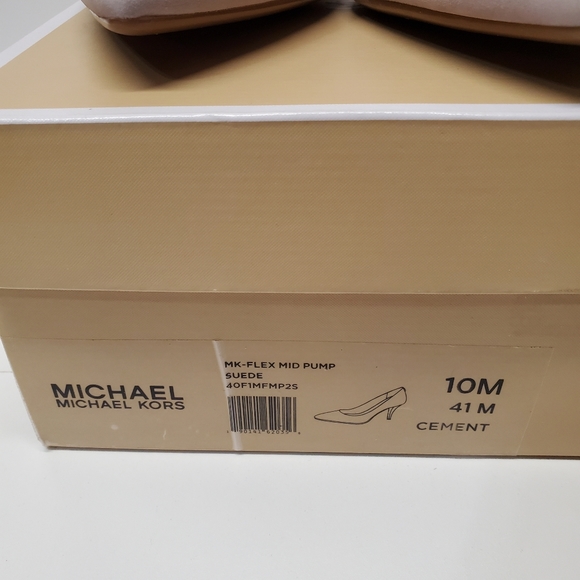 MICHAEL
MICHAEL KORS
MK-FLEX MID PUMP
SUEDE
40F1MFMP2S
10M
41 M
CEMENT